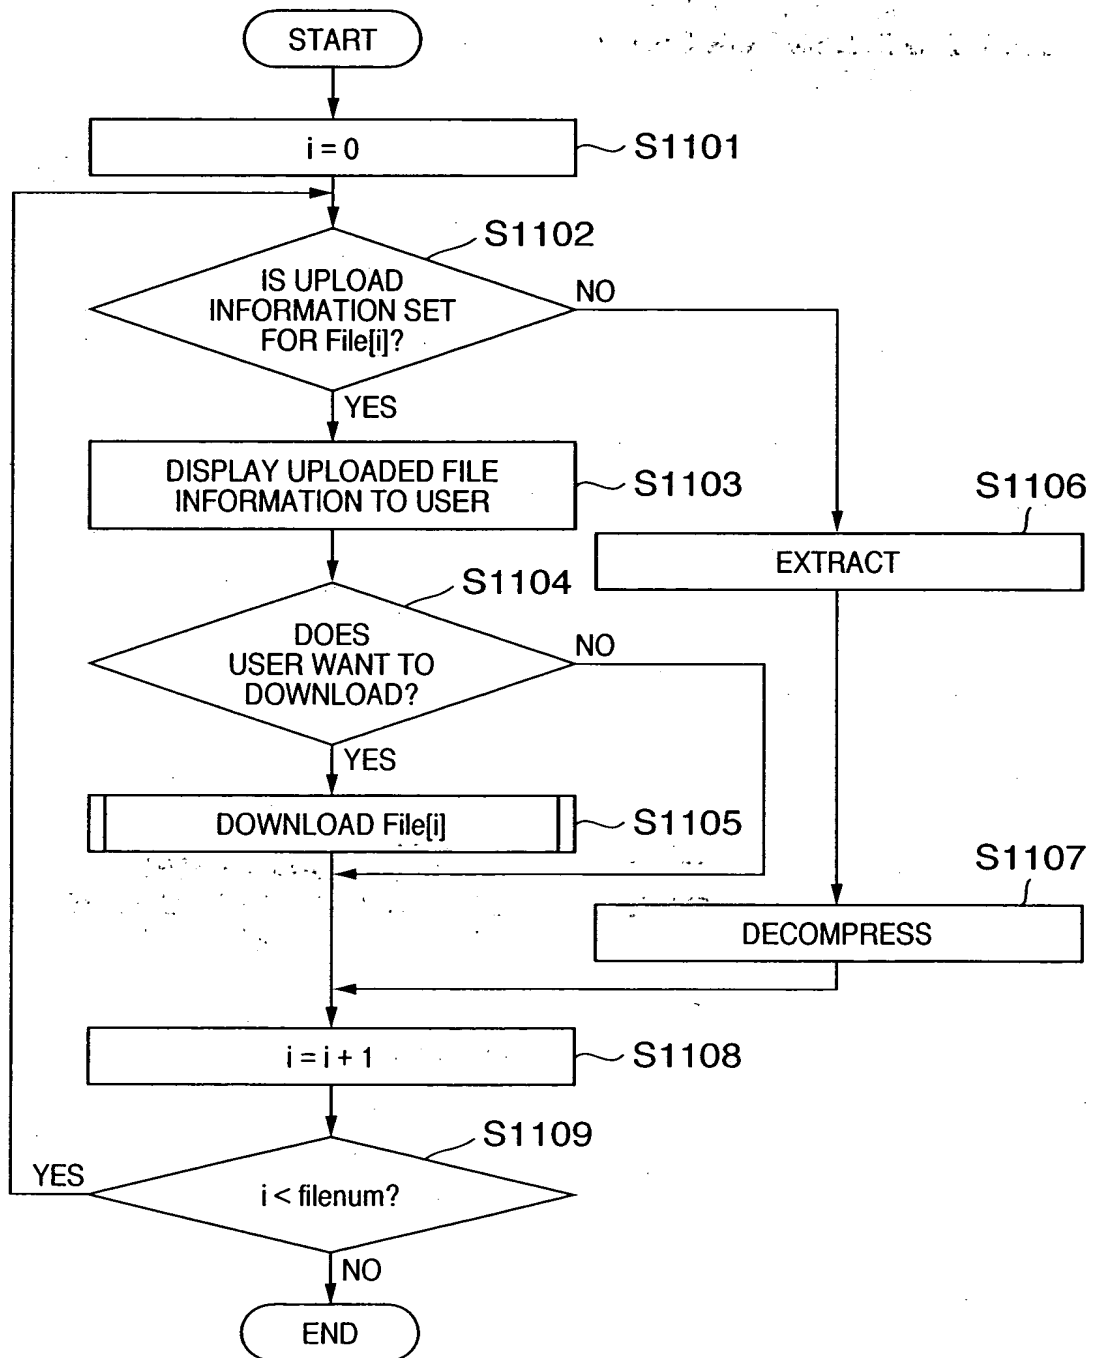 START
i = 0
S1101
S1102
IS UPLOAD
INFORMATION SET
FOR File[i]?
NO
YES
DISPLAY UPLOADED FILE
INFORMATION TO USER
S1103
S1106
EXTRACT
S1104
DOES
USER WANT TO
DOWNLOAD?
NO
YES
DOWNLOAD File[i]
S1105
S1107
DECOMPRESS
i = i + 1
S1108
S1109
YES
i < filenum?
NO
END